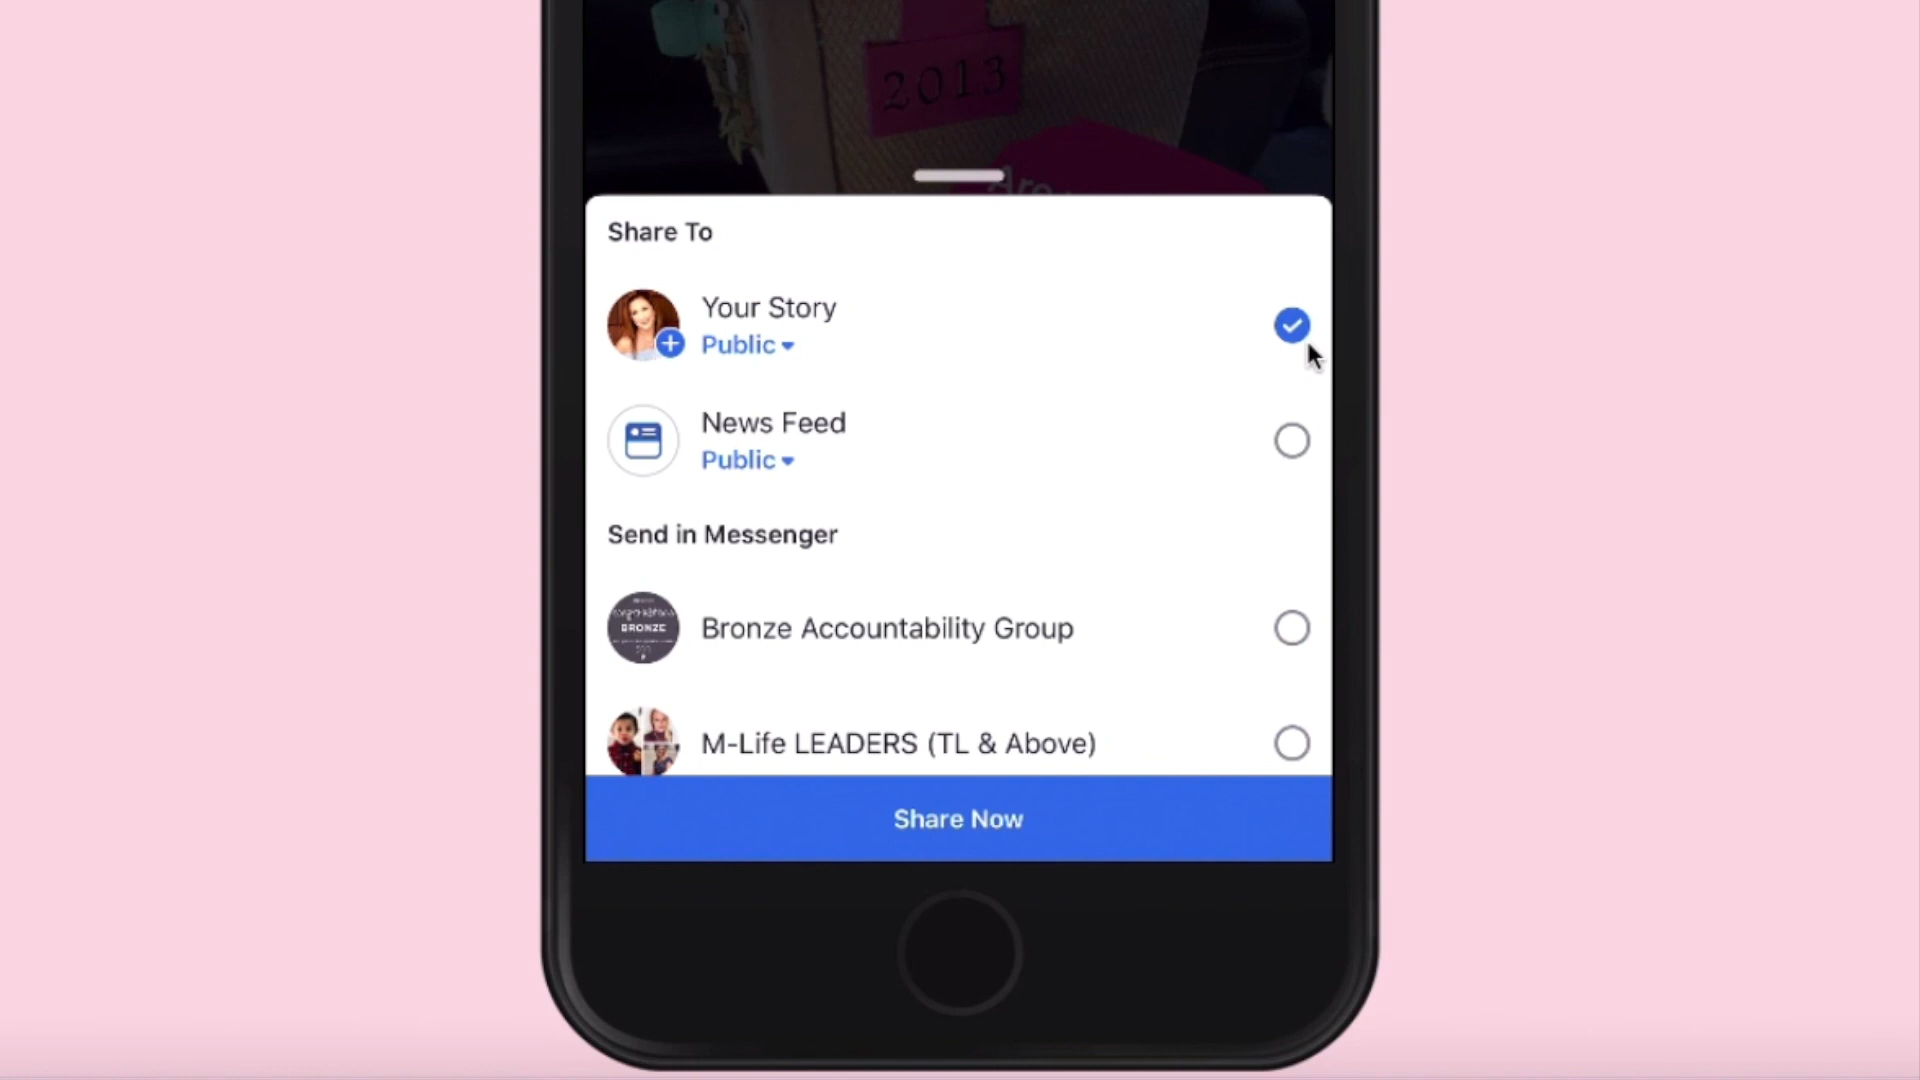 2013
Share To
Your Story
Public
News Feed
Public
Send in Messenger
BRONZE
Bronze Accountability Group
M-Life LEADERS (TL & Above)
Share Now